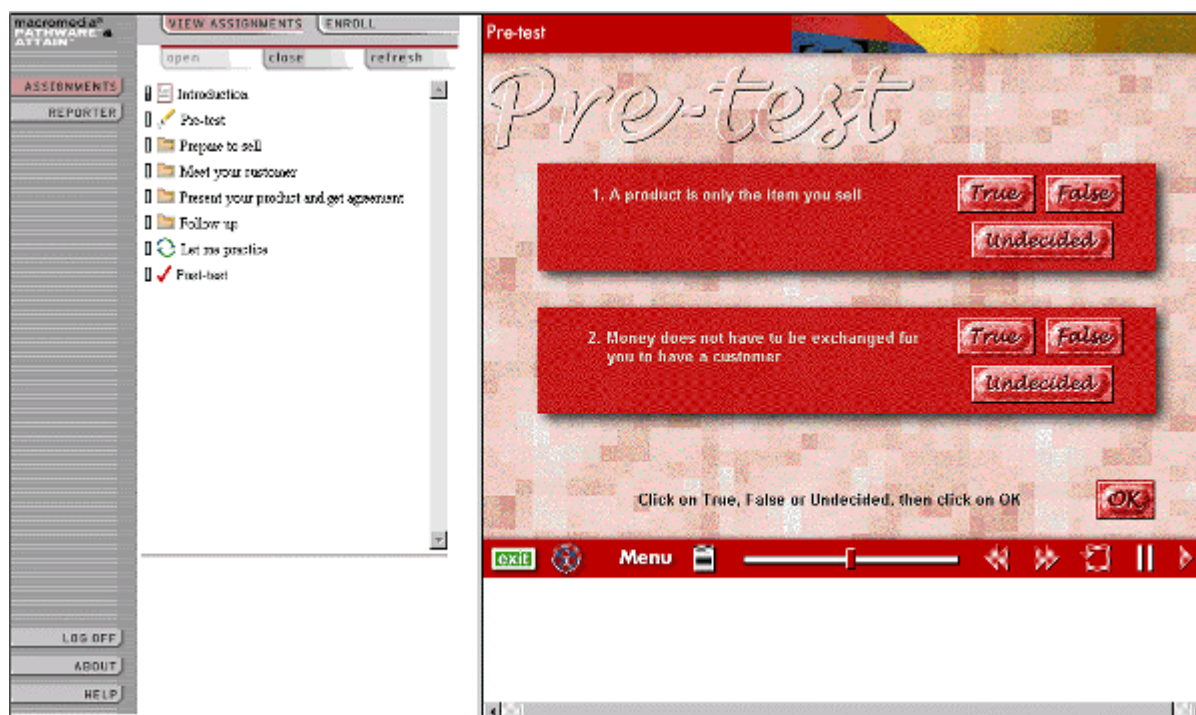 macromedia®
PATHWARE 4
ATTAIN™
ASSIGNMENTS
REPORTER
LOG OFF
ABOUT
HELP
VIEW ASSIGNMENTS
ENROLL
open
close
refresh
Introduction
Pre-test
Prepare to sell
Meet your customer
Present your product and get agreement
Follow up
Let me practice
Post-test
Pre-test
Pre-test
1. A product is only the item you sell
True
False
Undecided
2. Money does not have to be exchanged for
you to have a customer
True
False
Undecided
Click on True, False or Undecided, then click on OK
OK
exit
Menu